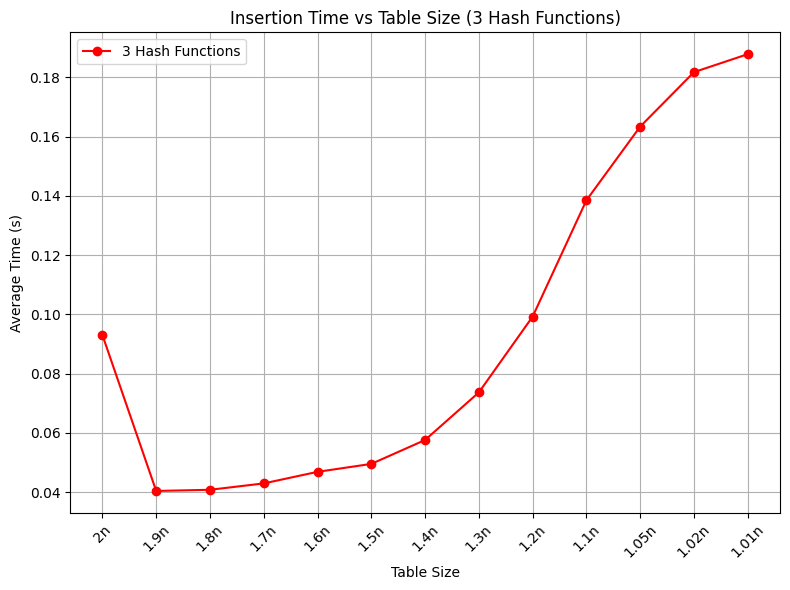 Insertion Time vs Table Size (3 Hash Functions)
3 Hash Functions
Average Time (s)
0.18
0.16
0.14
0.12
0.10
0.08
0.06
0.04
2n
1.9n
1.8n
1.7n
1.6n
1.5n
1.4n
1.3n
1.2n
1.1n
1.05n
1.02n
1.01n
Table Size